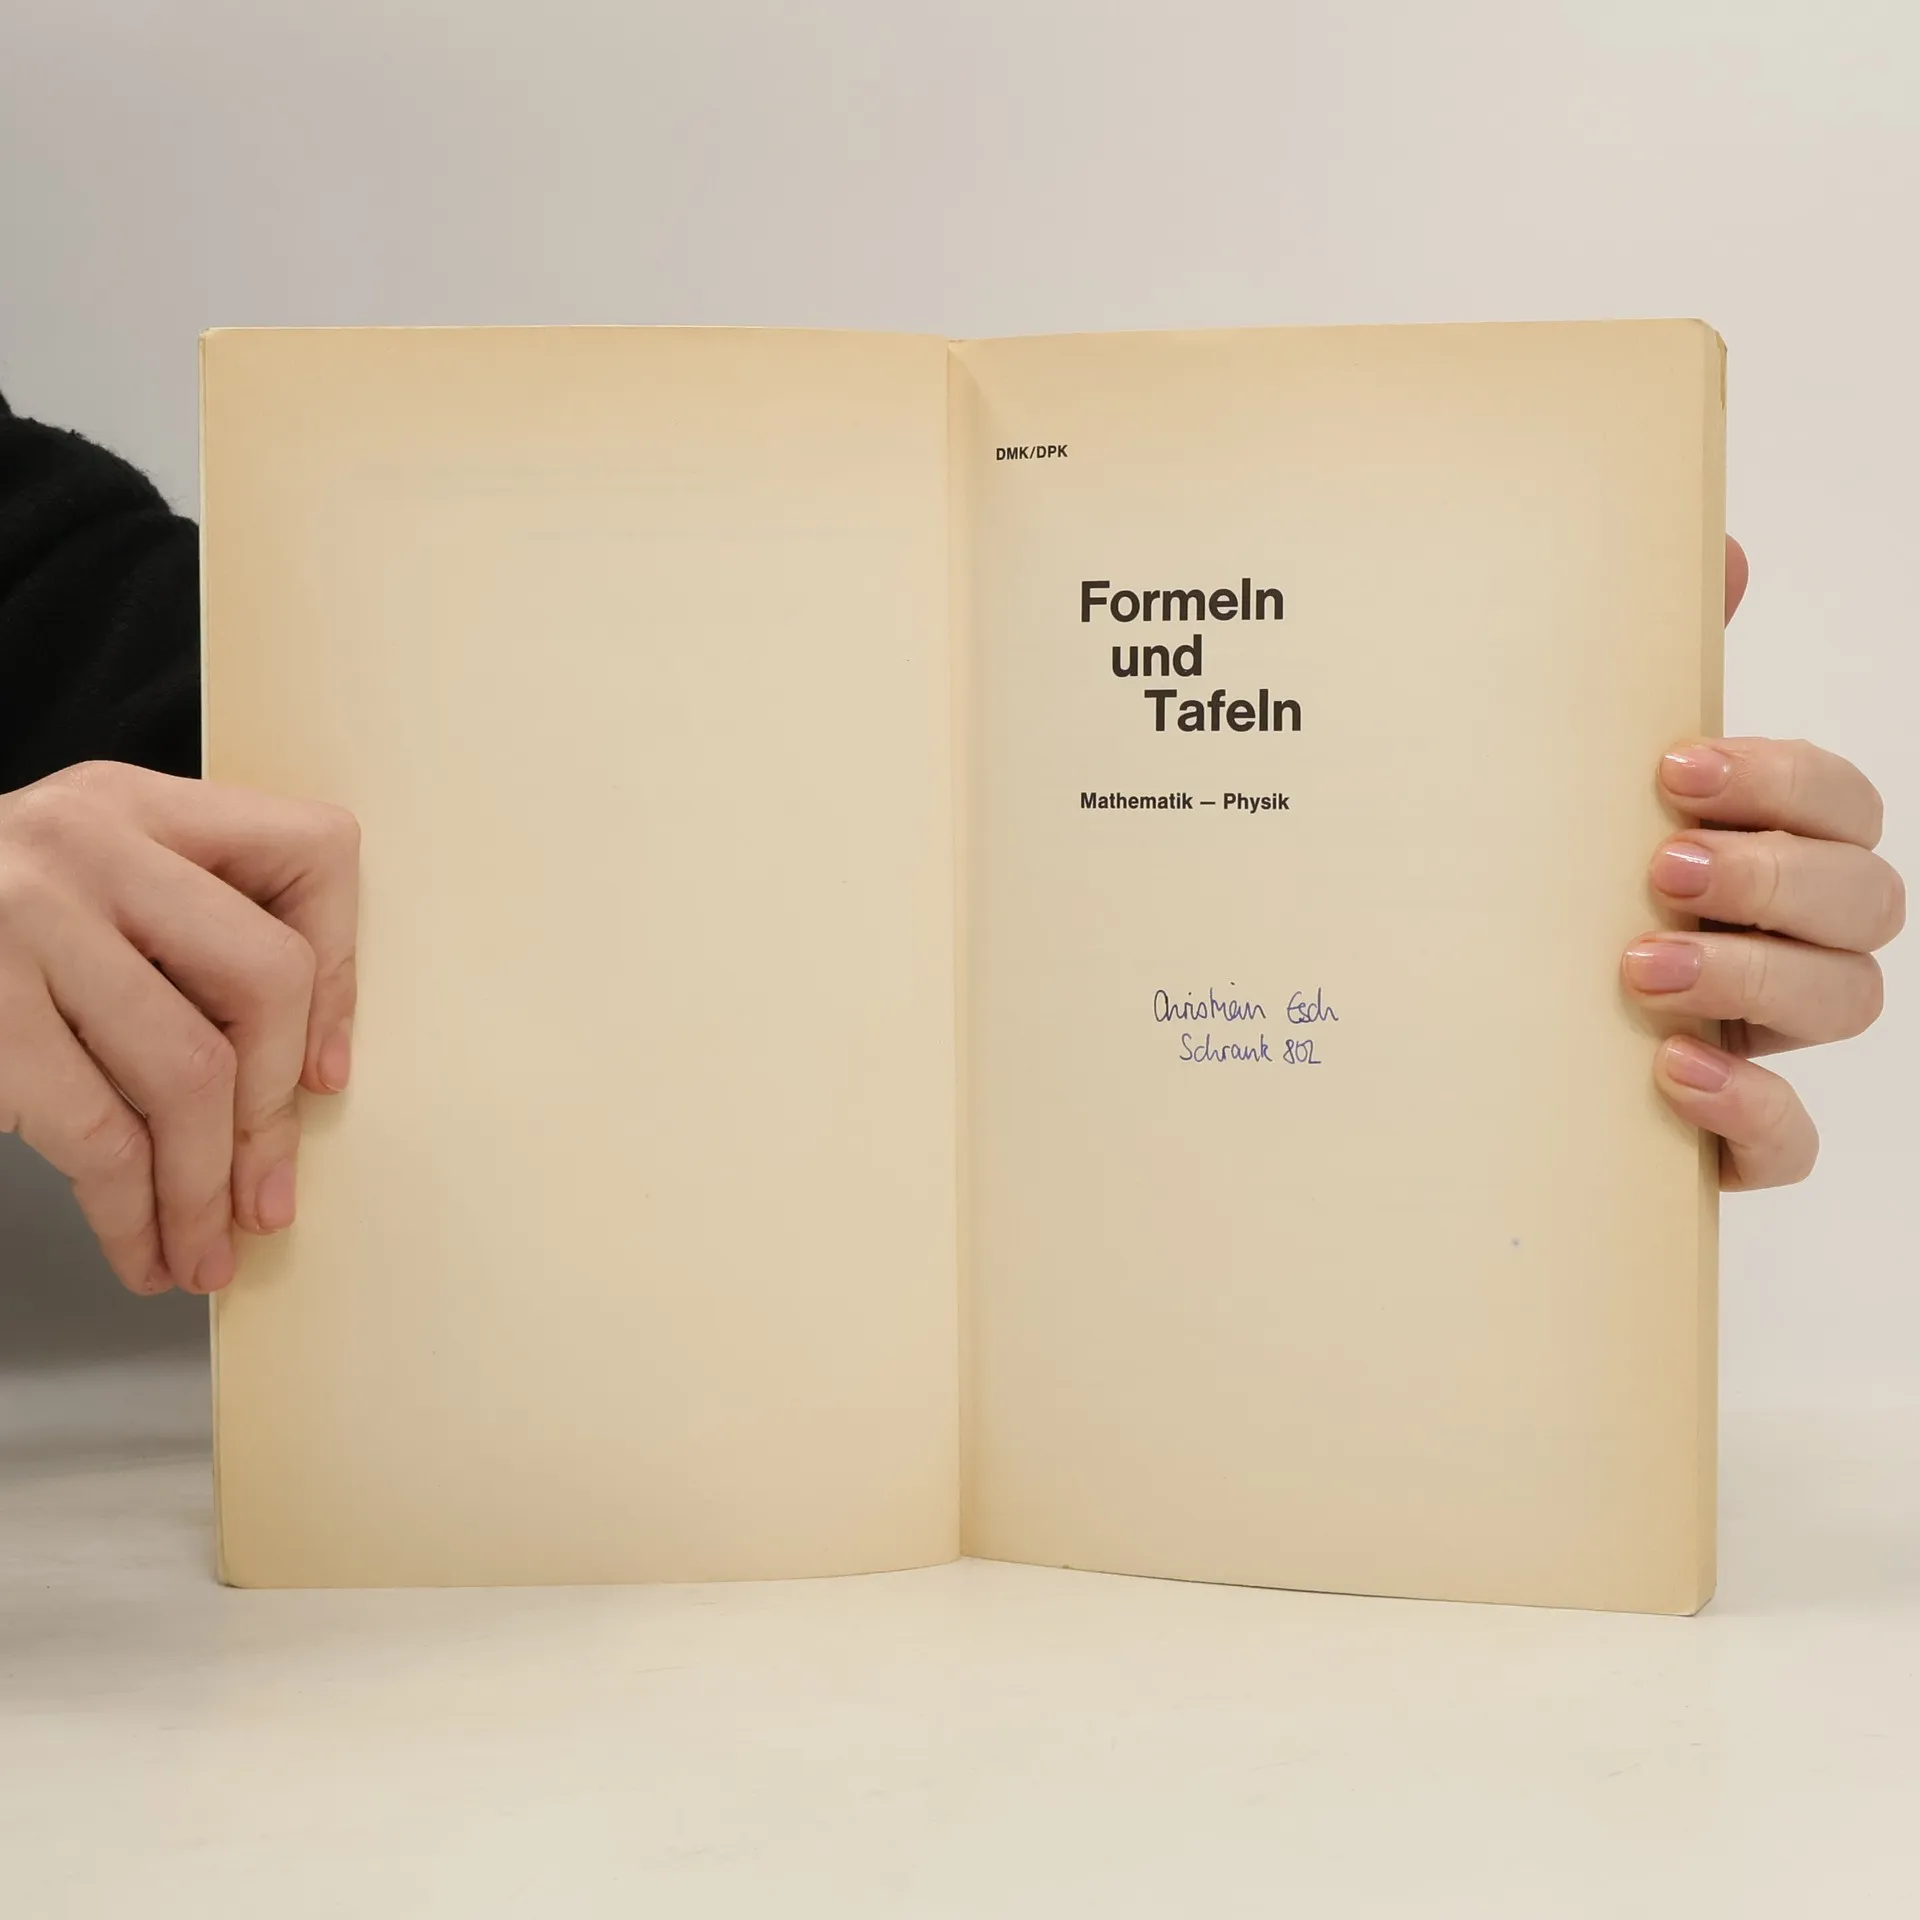 DMK/DPK
Formeln
und
Tafeln
Mathematik – Physik
Christian Esch
Schrank 802